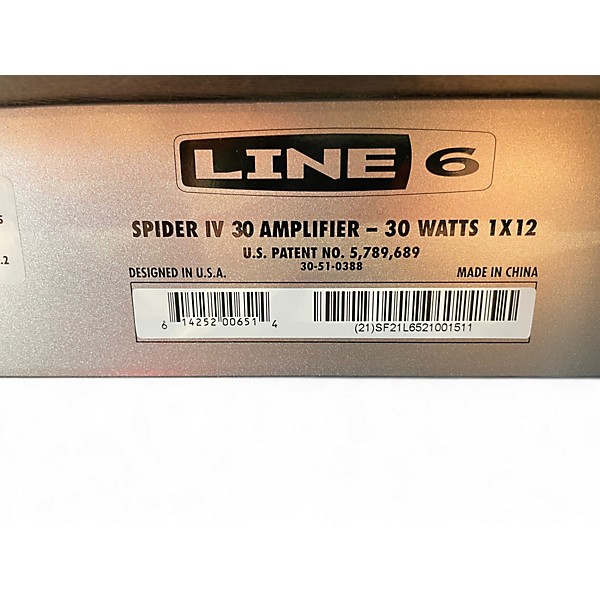 LINE 6
SPIDER IV 30 AMPLIFIER – 30 WATTS 1X12
U.S. PATENT NO. 5,789,689
30-51-0388
DESIGNED IN U.S.A. MADE IN CHINA
6 14252 00651 4
(21)SF21L6521001511
.2